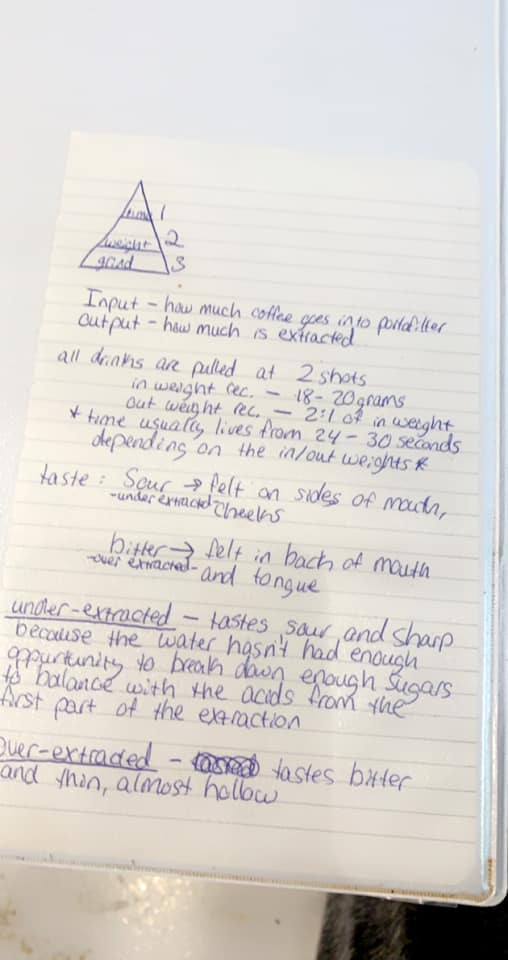 time 1
weight 2
grind 3
Input - how much coffee goes into portafilter
output - how much is extracted
all drinks are pulled at 2 shots
in weight rec. - 18-20 grams
out weight rec. - 2:1 of in weight
* time usually lives from 24-30 seconds
depending on the in/out weights *
taste: Sour → felt on sides of mouth,
-under extracted cheeks
bitter → felt in back of mouth
-over extracted- and tongue
under-extracted - tastes sour and sharp
because the water hasn't had enough
oppurtunity to break down enough sugars
to balance with the acids from the
first part of the extraction
Over-extracted - tastes bitter
and thin, almost hollow